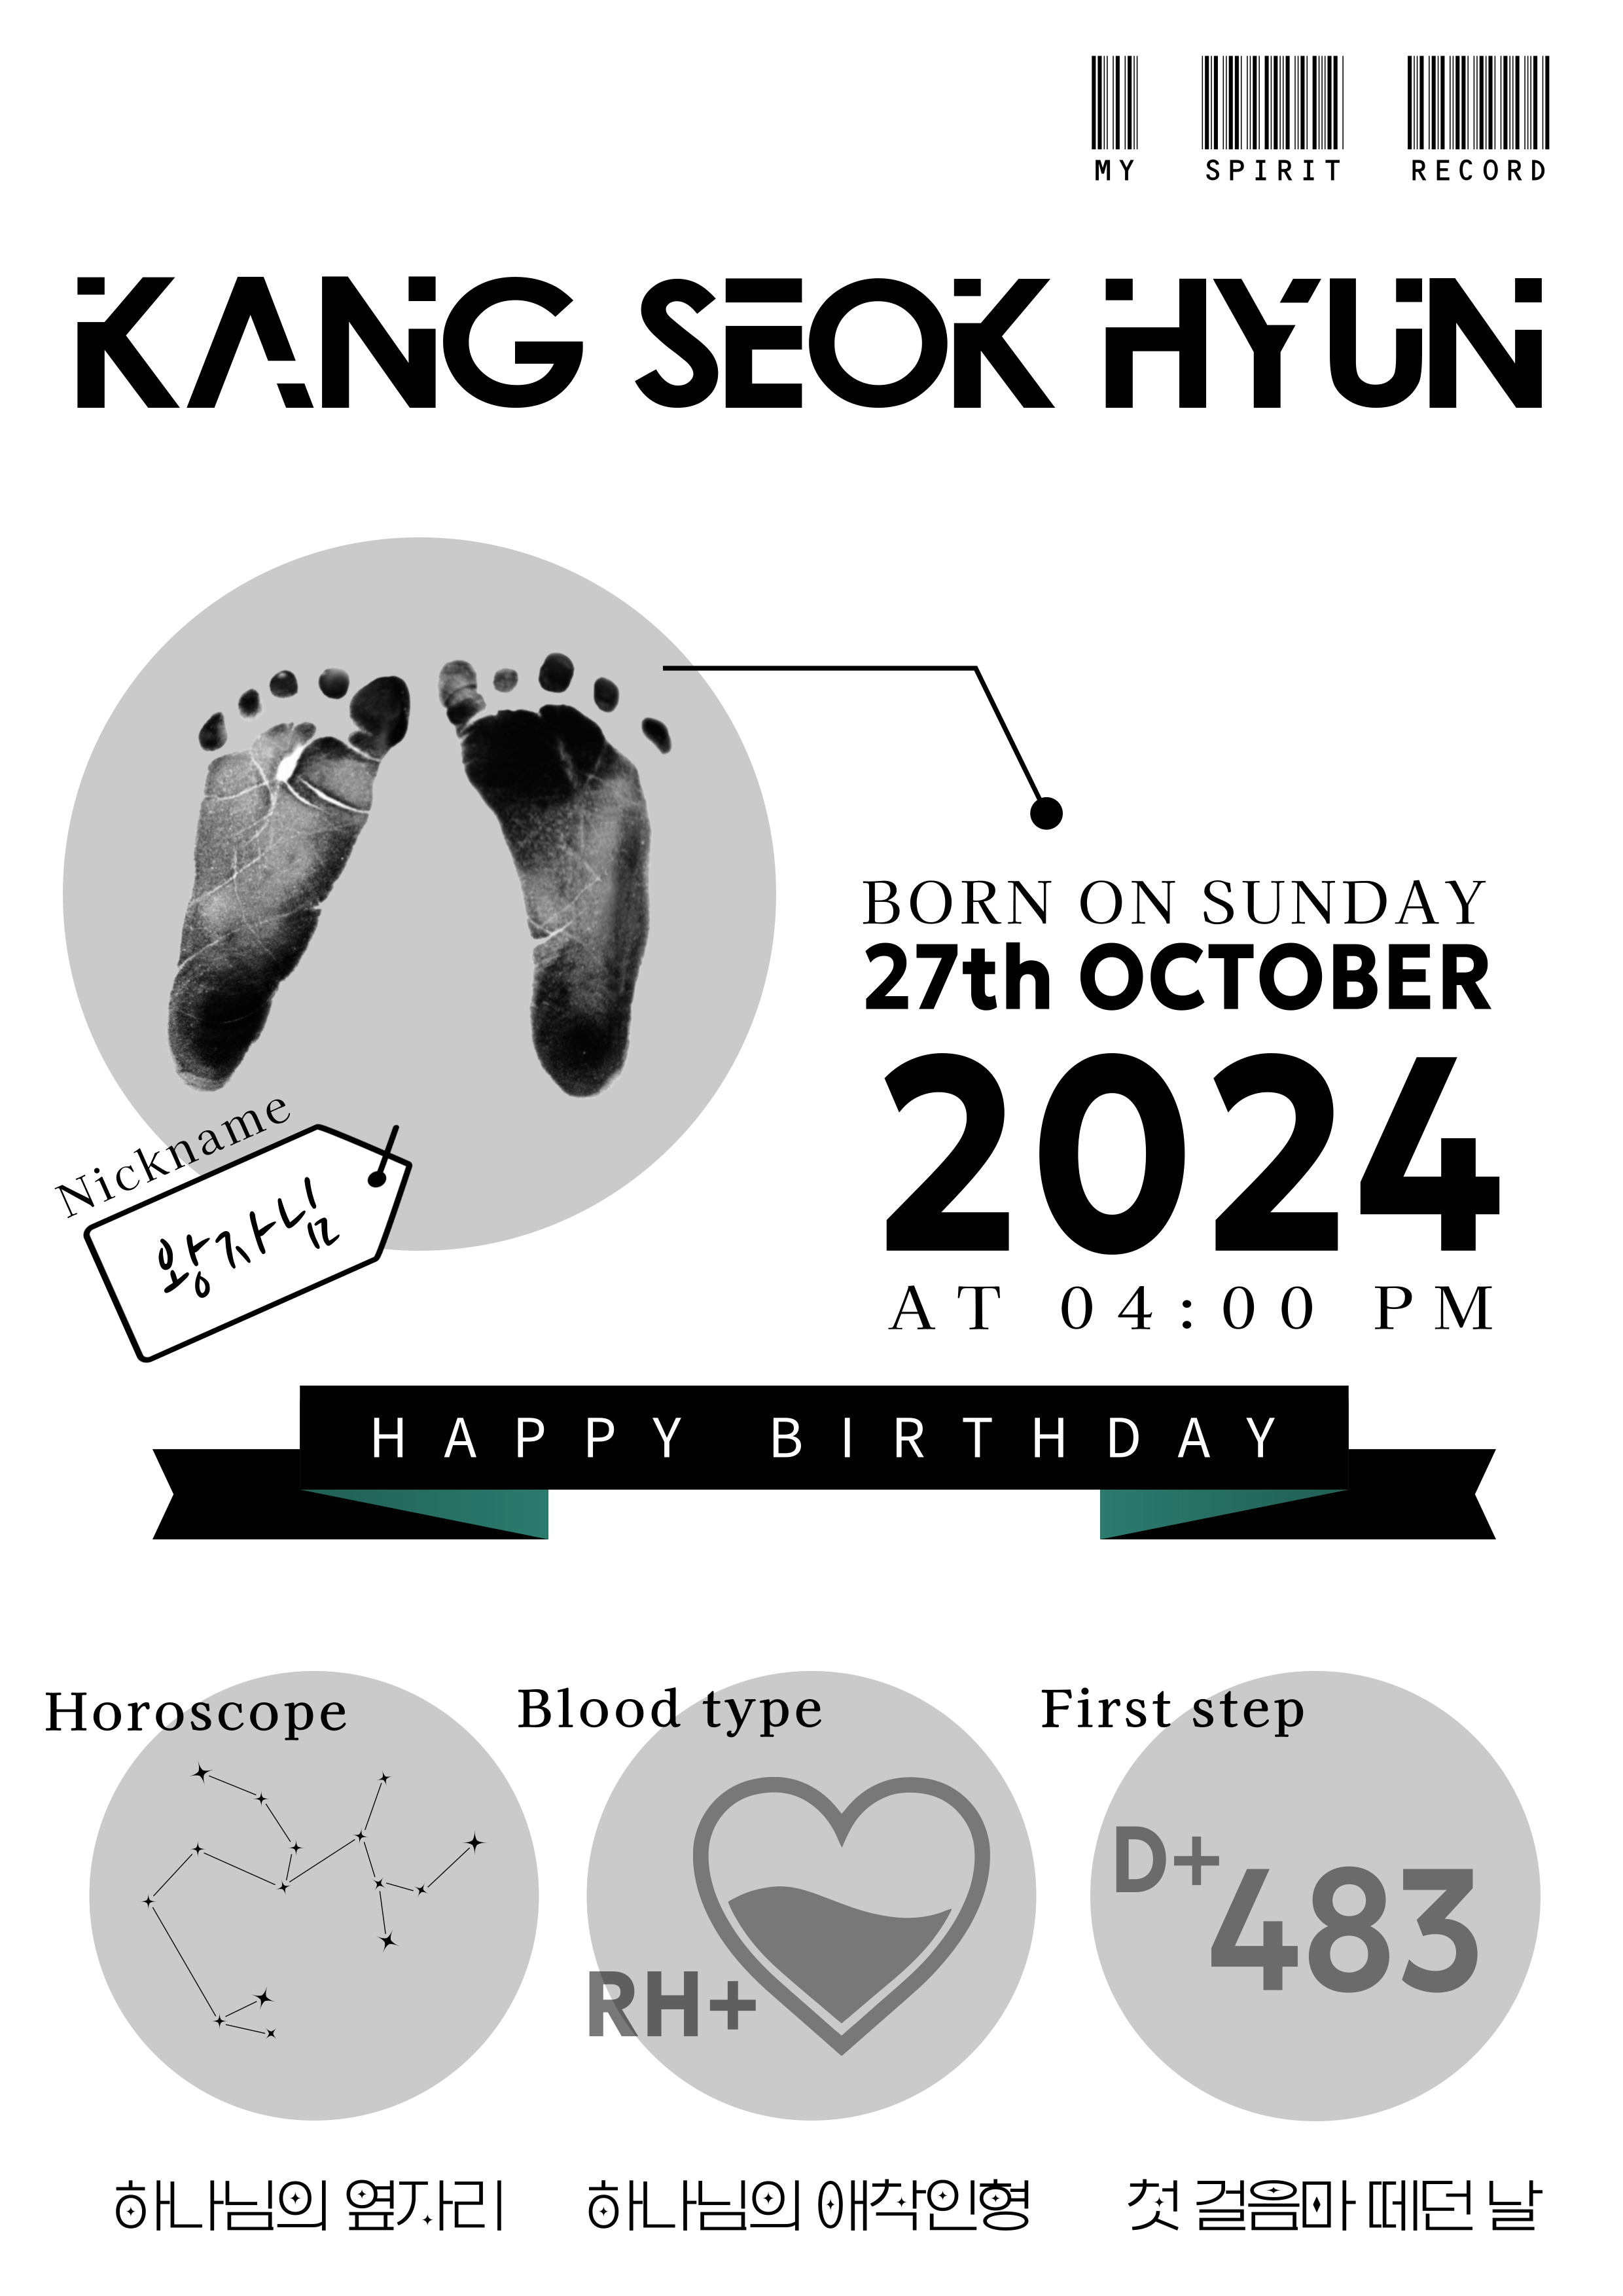 MY SPIRIT RECORD
KANG SEOK HYUN
BORN ON SUNDAY
27th OCTOBER
2024
AT 04:00 PM
Nickname
왕자님
HAPPY BIRTHDAY
Horoscope
Blood type
First step
RH+
D+
483
하나님의 옆자리
하나님의 애착인형
첫 걸음마 떼던 날